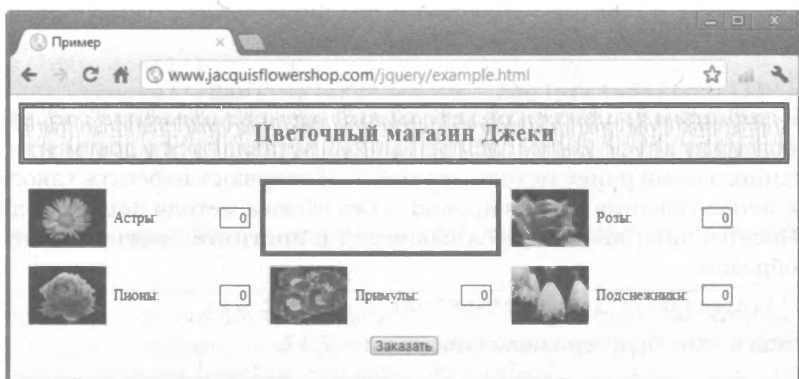 Пример
www.jacquisflowershop.com/jquery/example.html
Цветочный магазин Джеки
Астры: 0
Розы: 0
Пионы: 0
Примулы: 0
Подснежники: 0
Заказать